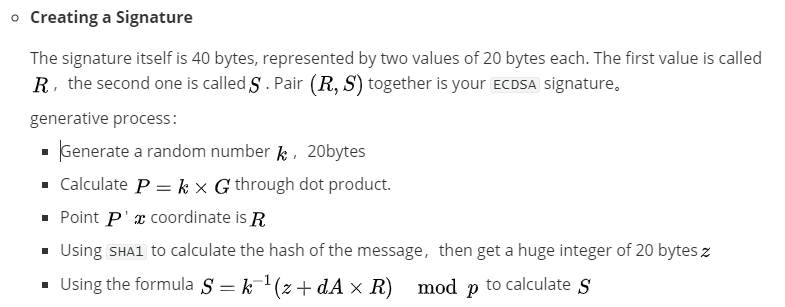 Creating a Signature
The signature itself is 40 bytes, represented by two values of 20 bytes each. The first value is called
R, the second one is called S. Pair (R, S) together is your ECDSA signature。
generative process:
Generate a random number k, 20bytes
Calculate P = k × G through dot product.
Point P' x coordinate is R
Using SHA1 to calculate the hash of the message, then get a huge integer of 20 bytes z
Using the formula S = k⁻¹(z + dA × R) mod p to calculate S